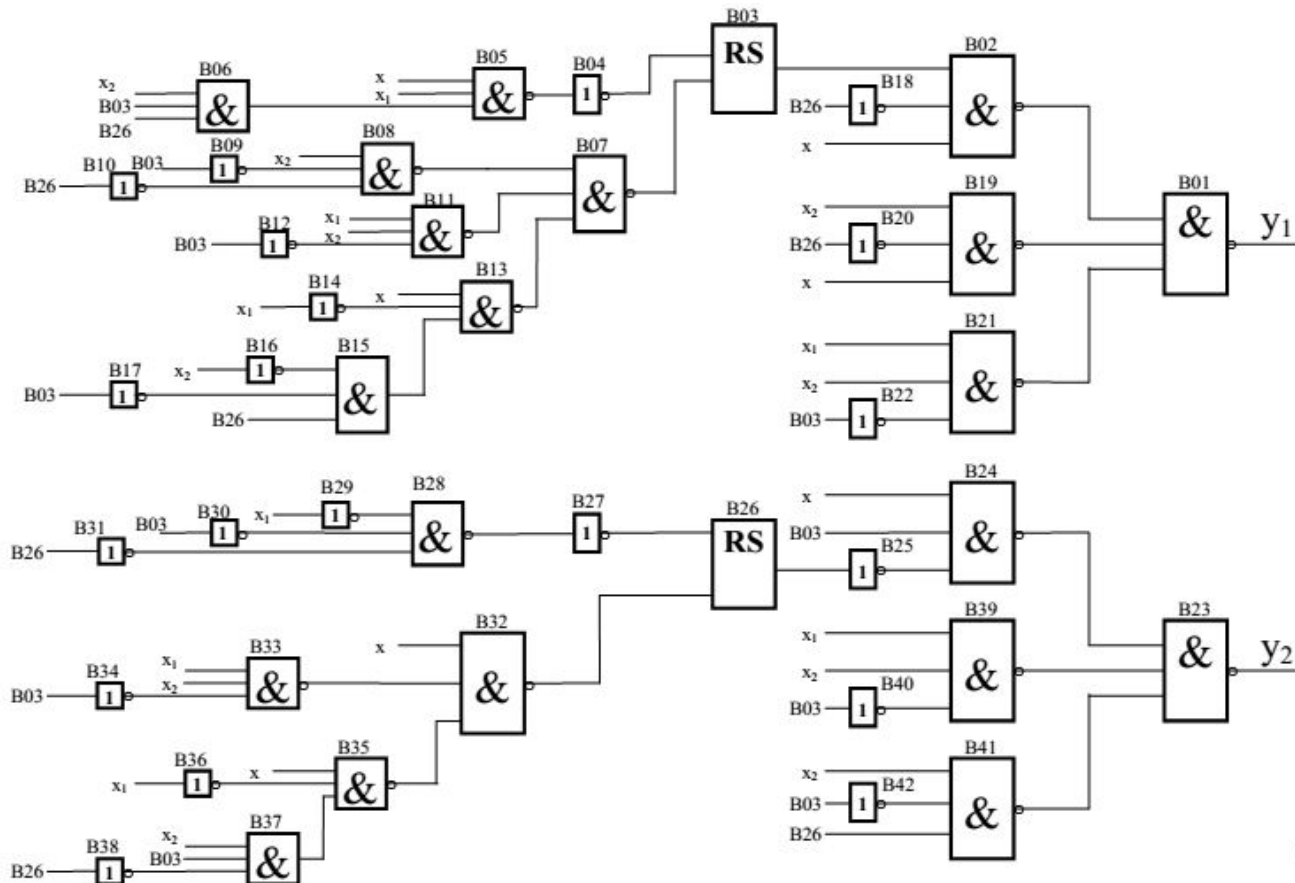 B03
RS
B02
B05
B04
B06
x₂
x
B18
x₁
B03
&
&
1
B26
1
&
B26
B08
x
B09
B07
B19
B01
B10
B03
1
x₂
&
B11
x₂
B20
B26
1
&
x₁
&
B26
1
&
&
y₁
B12
x₂
B03
1
&
x
B13
B14
x
B21
x₁
1
&
x₁
B16
B15
B17
x₂
1
x₂
&
B22
B03
1
&
B03
1
B26
B28
B24
B29
B27
B26
x
B31
B03
B30
x₁
1
B03
B26
1
1
&
1
RS
B25
&
1
B39
B23
B32
x₁
B33
x
B34
x₁
x₂
&
y₂
B03
1
x₂
&
&
B40
B03
1
&
B35
B41
B36
x
x₂
x₁
1
&
B42
B37
B03
1
&
B38
x₂
B03
B26
B26
1
&